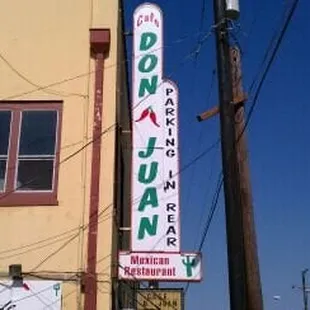 Cafe
DON
JUAN
PARKING IN REAR
Mexican
Restaurant